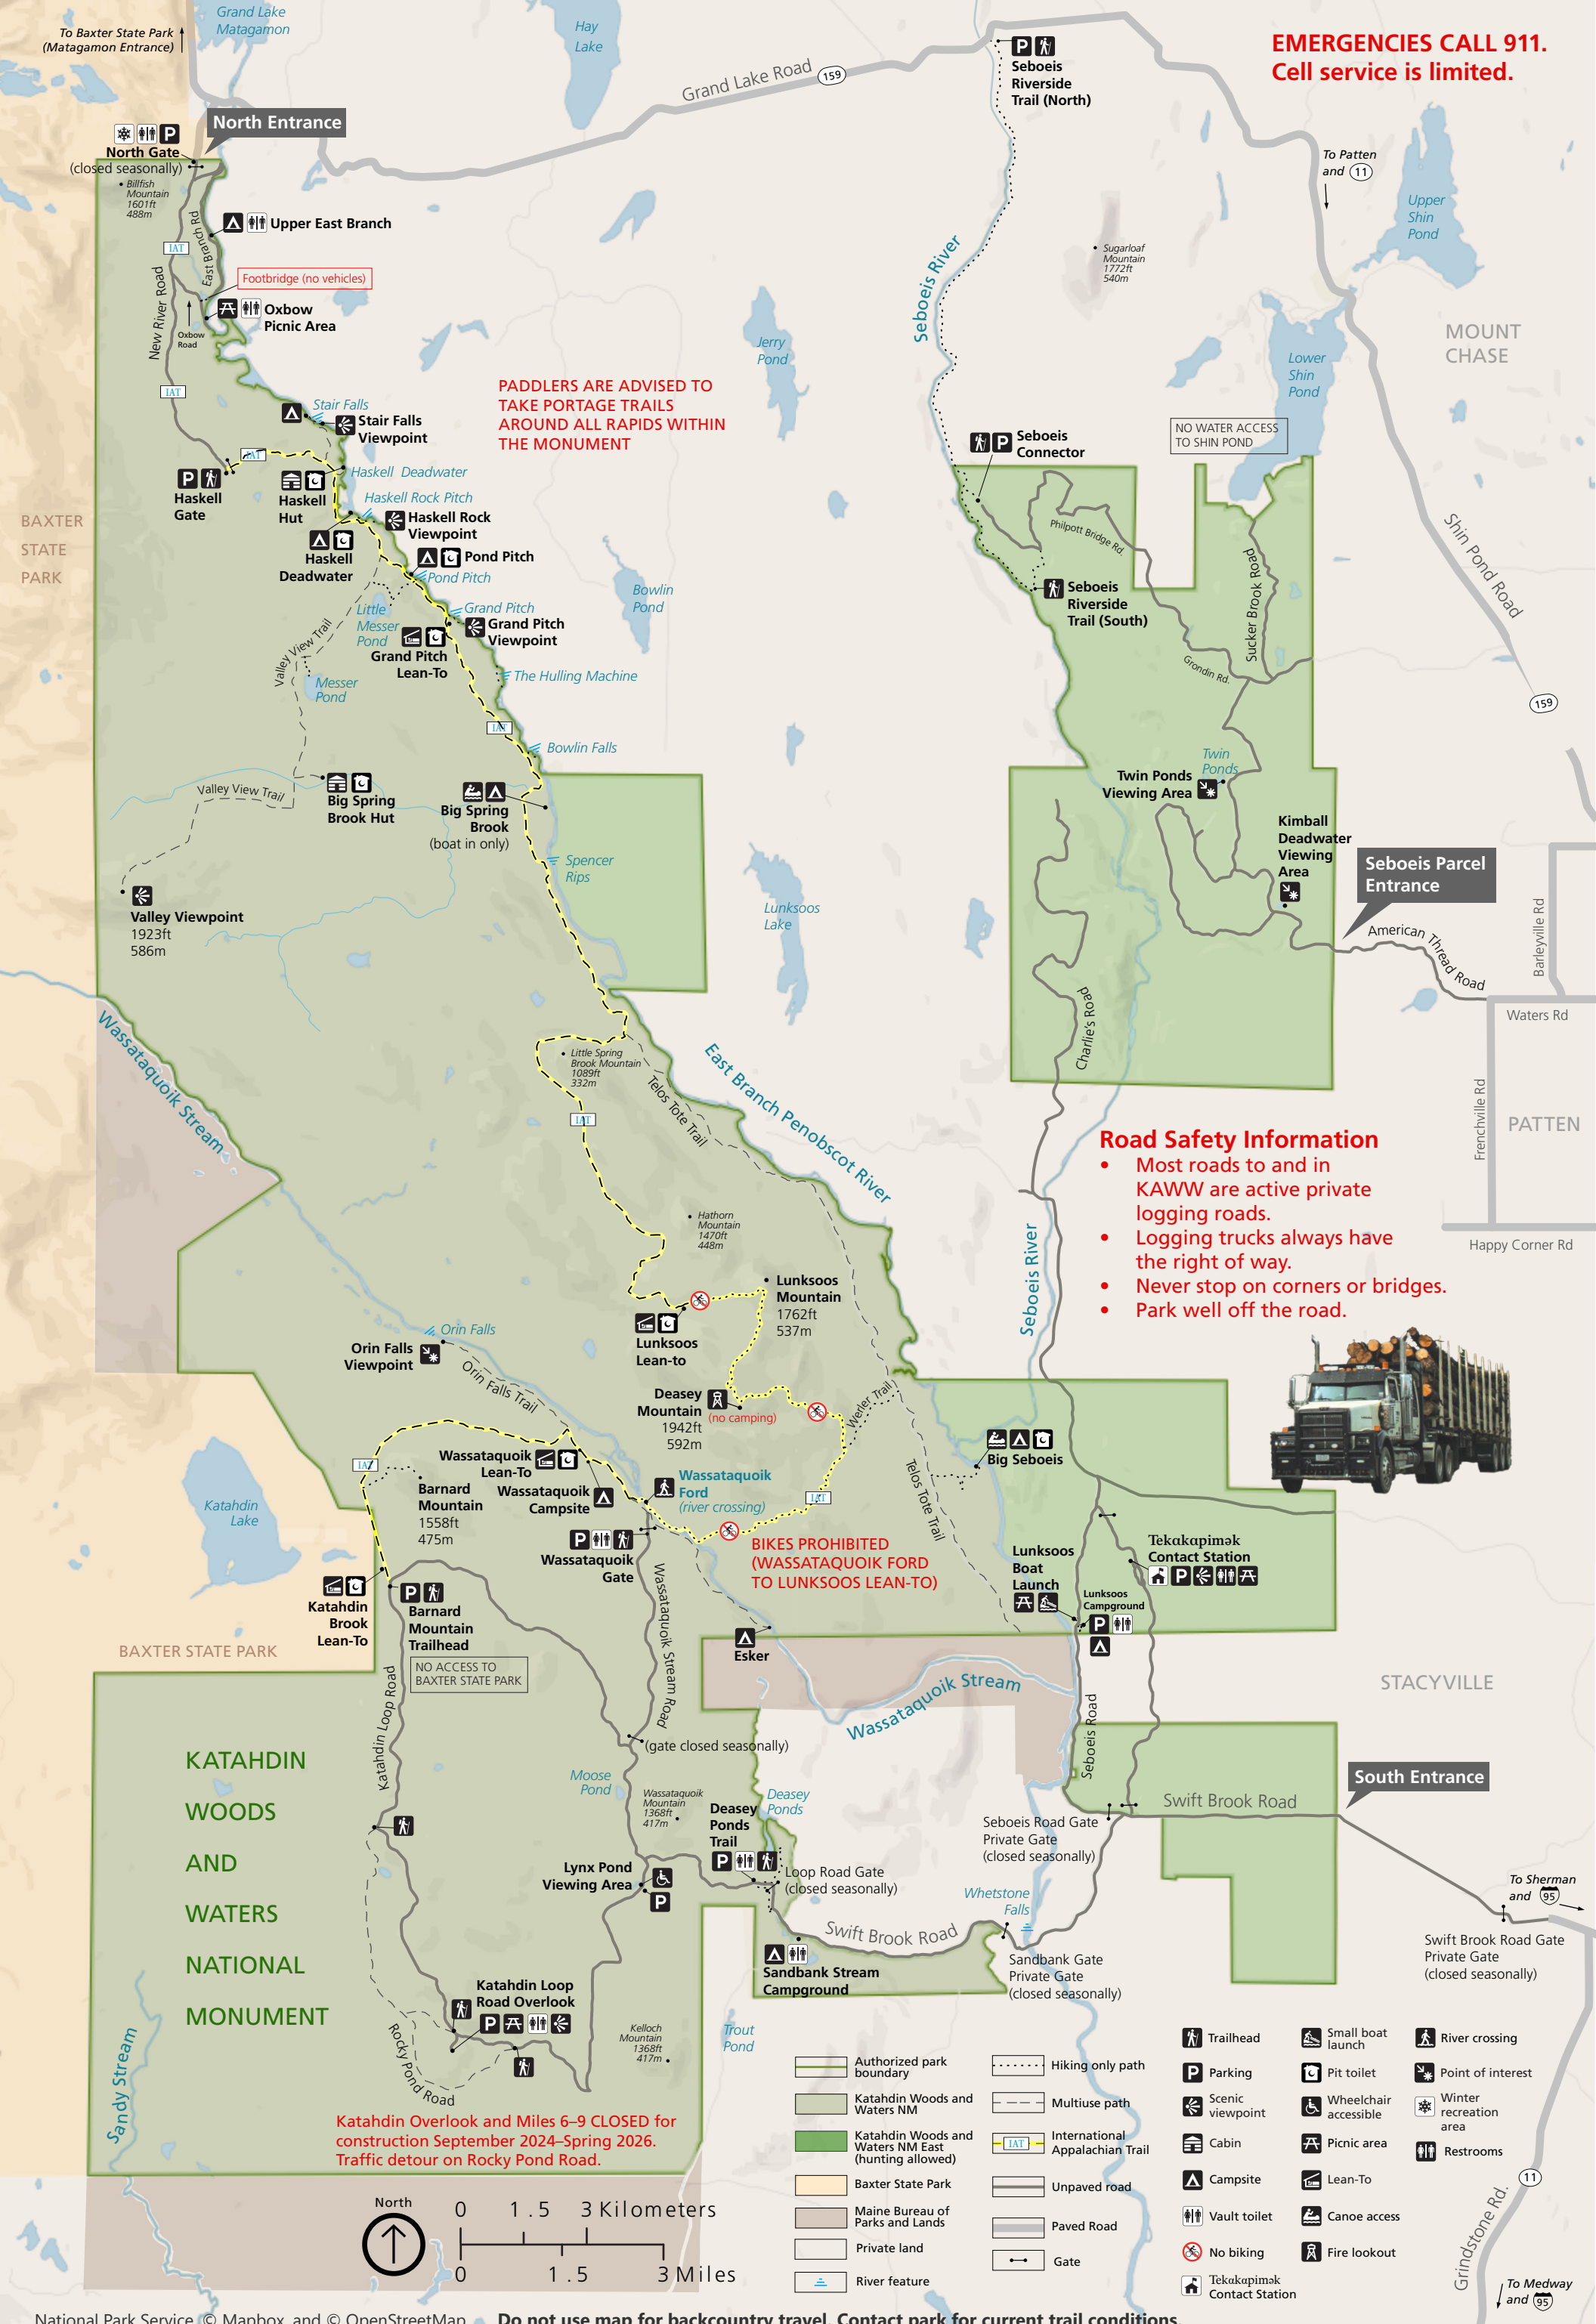 To Baxter State Park
(Matagamon Entrance)
Grand Lake
Matagamon
Hay
Lake
Grand Lake Road
159
Seboeis
Riverside
Trail (North)
EMERGENCIES CALL 911.
Cell service is limited.
North Entrance
North Gate
(closed seasonally)
Billfish
Mountain
1601ft
488m
To Patten
and 11
Upper
Shin
Pond
Upper East Branch
IAT
East Branch Rd
Footbridge (no vehicles)
New River Road
Oxbow
Picnic Area
Oxbow
Road
Seboeis River
Sugarloaf
Mountain
1772ft
540m
MOUNT
CHASE
Jerry
Pond
Lower
Shin
Pond
IAT
PADDLERS ARE ADVISED TO
TAKE PORTAGE TRAILS
AROUND ALL RAPIDS WITHIN
THE MONUMENT
Stair Falls
Stair Falls
Viewpoint
NO WATER ACCESS
TO SHIN POND
Seboeis
Connector
IAT
Haskell Deadwater
Haskell
Gate
Haskell
Hut
Haskell Rock Pitch
Haskell Rock
Viewpoint
BAXTER
STATE
PARK
Philpott Bridge Rd.
Shin Pond Road
Haskell
Deadwater
Pond Pitch
Pond Pitch
Sucker Brook Road
Bowlin
Pond
Seboeis
Riverside
Trail (South)
Little
Messer
Pond
Grand Pitch
Grand Pitch
Viewpoint
Grand Pitch
Lean-To
Valley View Trail
Messer
Pond
The Hulling Machine
Grondin Rd.
159
IAT
Bowlin Falls
Twin
Ponds
Twin Ponds
Viewing Area
Valley View Trail
Big Spring
Brook Hut
Big Spring
Brook
(boat in only)
Kimball
Deadwater
Viewing
Area
Seboeis Parcel
Entrance
Spencer
Rips
Valley Viewpoint
1923ft
586m
Lunksoos
Lake
American Thread Road
Barleyville Rd
Waters Rd
Wassataquoik Stream
Charlie's Road
Little Spring
Brook Mountain
1089ft
332m
Telos Tote Trail
East Branch Penobscot River
IAT
Frenchville Rd
PATTEN
Road Safety Information
• Most roads to and in
KAWW are active private
logging roads.
• Logging trucks always have
the right of way.
• Never stop on corners or bridges.
• Park well off the road.
Happy Corner Rd
Hathorn
Mountain
1470ft
448m
Seboeis River
Lunksoos
Mountain
1762ft
537m
Orin Falls
Orin Falls
Viewpoint
Orin Falls Trail
Lunksoos
Lean-to
Deasey
Mountain
(no camping)
1942ft
592m
Werler Trail
Big Seboeis
Wassataquoik
Lean-To
IAT
Barnard
Mountain
1558ft
475m
Wassataquoik
Campsite
Wassataquoik
Ford
(river crossing)
IAT
Telos Tote Trail
Katahdin
Lake
BIKES PROHIBITED
(WASSATAQUOIK FORD
TO LUNKSOOS LEAN-TO)
Wassataquoik
Gate
Lunksoos
Boat
Launch
Tekαkαpimək
Contact Station
Lunksoos
Campground
Katahdin
Brook
Lean-To
Barnard
Mountain
Trailhead
NO ACCESS TO
BAXTER STATE PARK
BAXTER STATE PARK
Wassataquoik Stream Road
Esker
Wassataquoik Stream
STACYVILLE
Katahdin Loop Road
Seboeis Road
(gate closed seasonally)
KATAHDIN
WOODS
AND
WATERS
NATIONAL
MONUMENT
Moose
Pond
Wassataquoik
Mountain
1368ft
417m
Deasey
Ponds
Deasey
Ponds
Trail
South Entrance
Swift Brook Road
Seboeis Road Gate
Private Gate
(closed seasonally)
Lynx Pond
Viewing Area
Loop Road Gate
(closed seasonally)
Whetstone
Falls
To Sherman
and 95
Swift Brook Road
Swift Brook Road Gate
Private Gate
(closed seasonally)
Sandbank Stream
Campground
Sandbank Gate
Private Gate
(closed seasonally)
Katahdin Loop
Road Overlook
Rocky Pond Road
Kelloch
Mountain
1368ft
417m
Trout
Pond
Sandy Stream
Katahdin Overlook and Miles 6–9 CLOSED for
construction September 2024–Spring 2026.
Traffic detour on Rocky Pond Road.
North
0 1.5 3 Kilometers
0 1.5 3 Miles
Authorized park
boundary
Katahdin Woods and
Waters NM
Katahdin Woods and
Waters NM East
(hunting allowed)
Baxter State Park
Maine Bureau of
Parks and Lands
Private land
River feature
Hiking only path
Multiuse path
IAT
International
Appalachian Trail
Unpaved road
Paved Road
Gate
Trailhead
Parking
Scenic
viewpoint
Cabin
Campsite
Vault toilet
No biking
Tekαkαpimək
Contact Station
Small boat
launch
Pit toilet
Wheelchair
accessible
Picnic area
Lean-To
Canoe access
Fire lookout
River crossing
Point of interest
Winter
recreation
area
Restrooms
11
Grindstone Rd.
To Medway
and 95
National Park Service, © Mapbox, and © OpenStreetMap
Do not use map for backcountry travel. Contact park for current trail conditions.